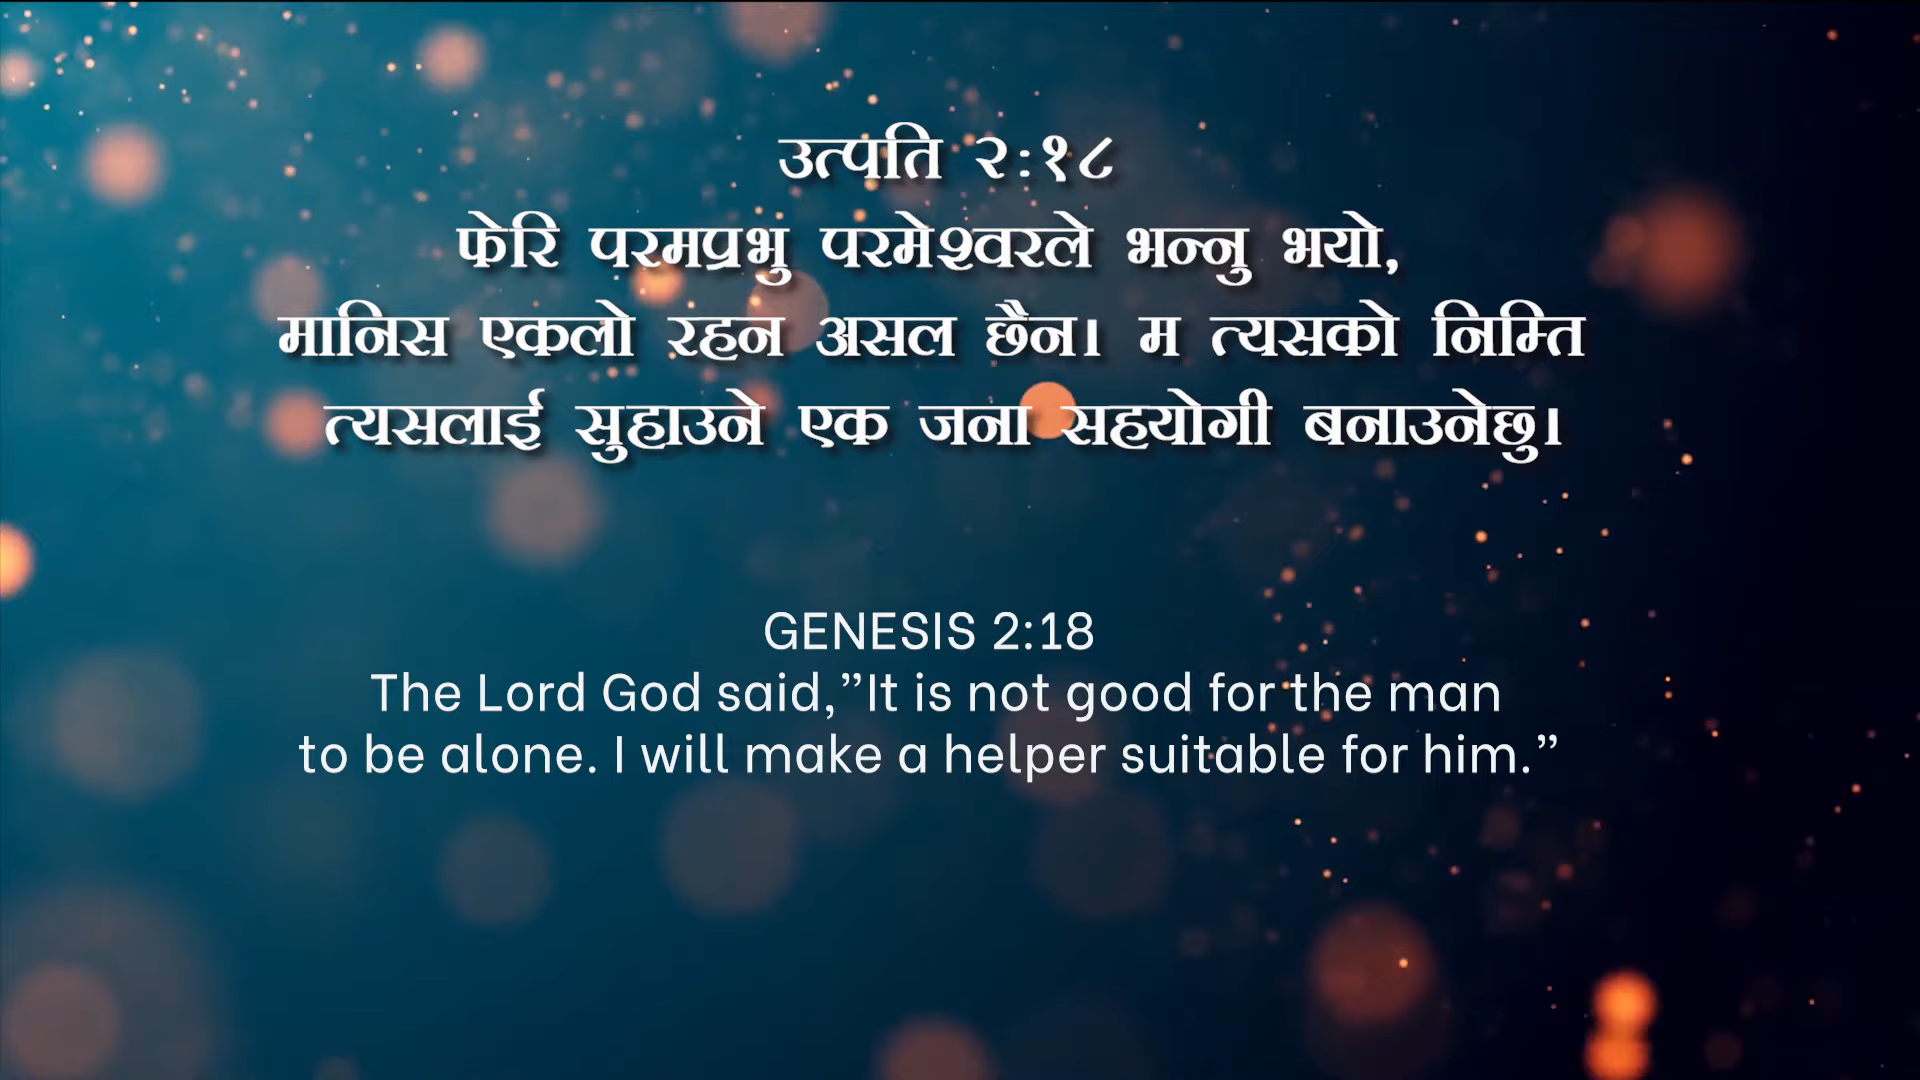 उत्पति २:१८
फेरि परमप्रभु परमेश्वरले भन्नु भयो,
मानिस एकलो रहन असल छैन। म त्यसको निम्ति
त्यसलाई सुहाउने एक जना सहयोगी बनाउनेछु।
GENESIS 2:18
The Lord God said,”It is not good for the man
to be alone. I will make a helper suitable for him.”